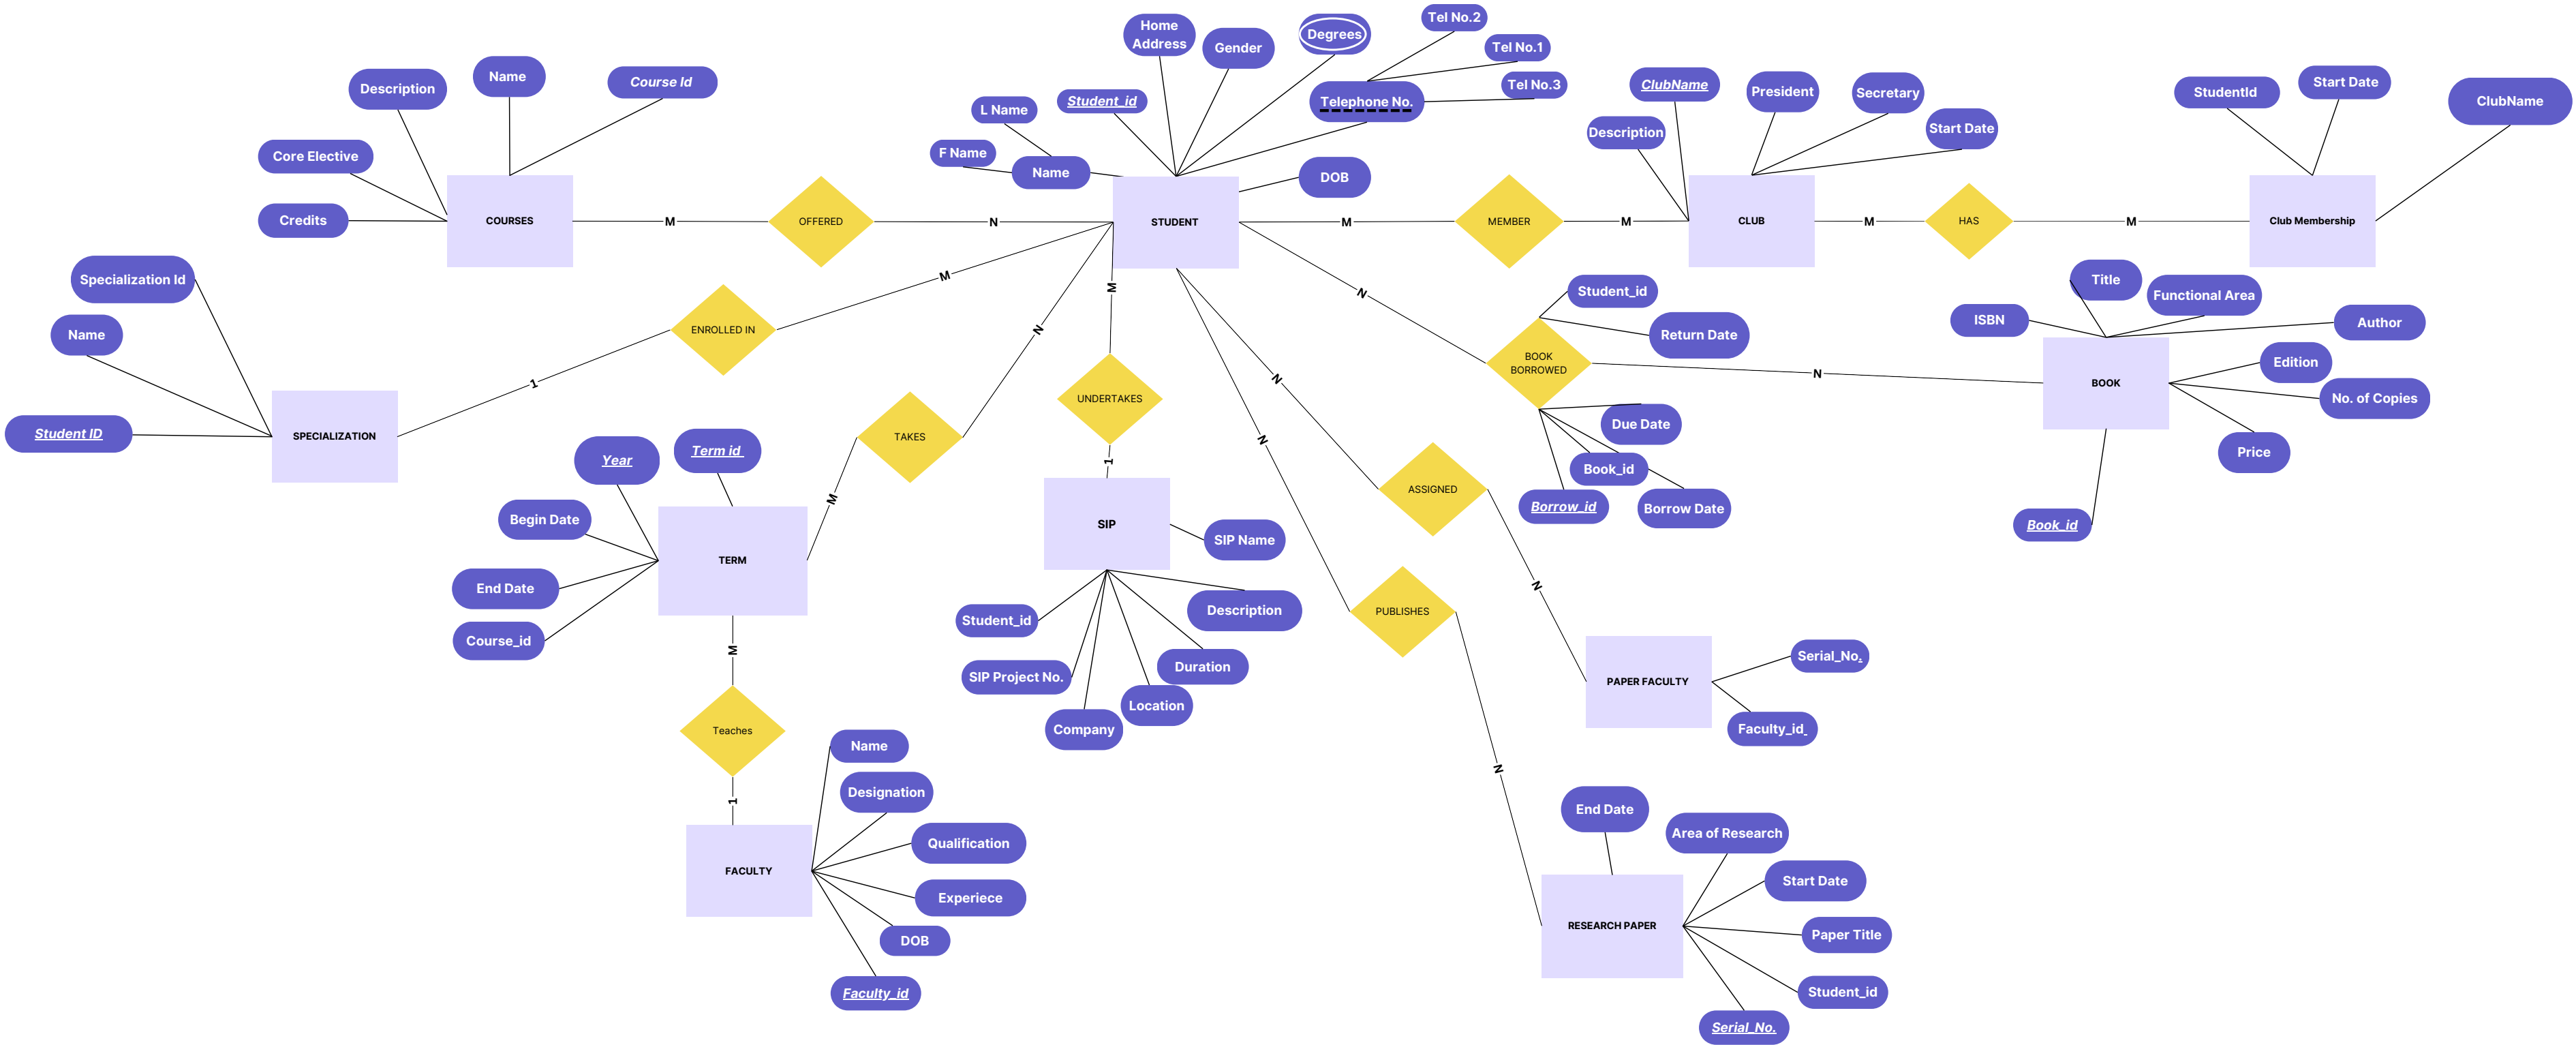 Home
Address
Gender
Degrees
Tel No.2
Tel No.1
Tel No.3
Telephone No.
Student_id
L Name
F Name
Name
DOB
STUDENT
Name
Course Id
Description
Core Elective
Credits
COURSES
M
OFFERED
N
M
MEMBER
M
ClubName
President
Secretary
Start Date
Description
CLUB
M
HAS
M
StudentId
Start Date
ClubName
Club Membership
Specialization Id
Name
Student ID
SPECIALIZATION
1
ENROLLED IN
M
N
TAKES
M
Year
Term id
Begin Date
End Date
Course_id
TERM
M
Teaches
1
FACULTY
Name
Designation
Qualification
Experiece
DOB
Faculty_id
M
UNDERTAKES
1
SIP
SIP Name
Student_id
SIP Project No.
Company
Location
Duration
Description
N
BOOK
BORROWED
N
Student_id
Return Date
Due Date
Book_id
Borrow_id
Borrow Date
Title
Functional Area
ISBN
Author
Edition
No. of Copies
Price
Book_id
BOOK
N
ASSIGNED
N
PAPER FACULTY
Serial_No.
Faculty_id_
N
PUBLISHES
N
End Date
Area of Research
Start Date
Paper Title
Student_id
Serial_No.
RESEARCH PAPER